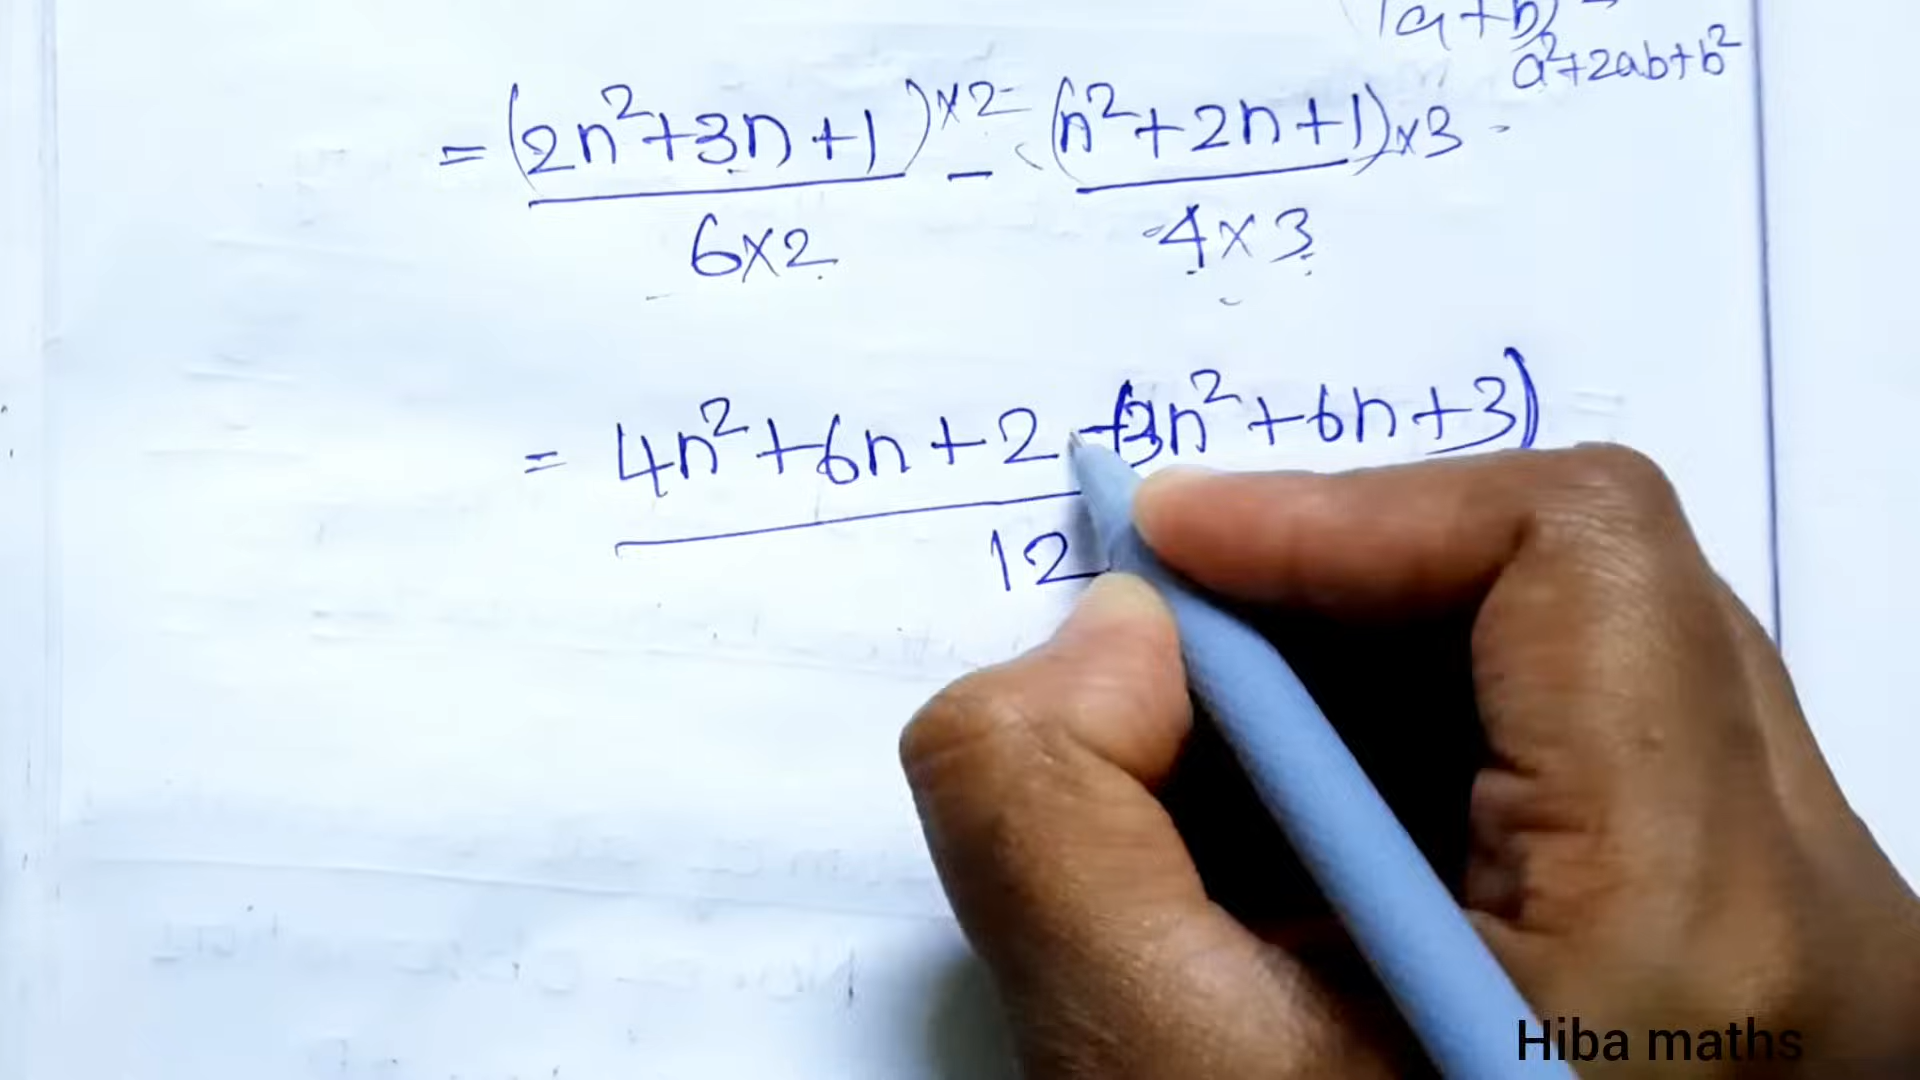 (a+b)
a²+2ab+b²
= (2n²+3n+1)×2 / 6×2 − (n²+2n+1)×3 / 4×3
= 4n²+6n+2 −(3n²+6n+3) / 12
Hiba maths